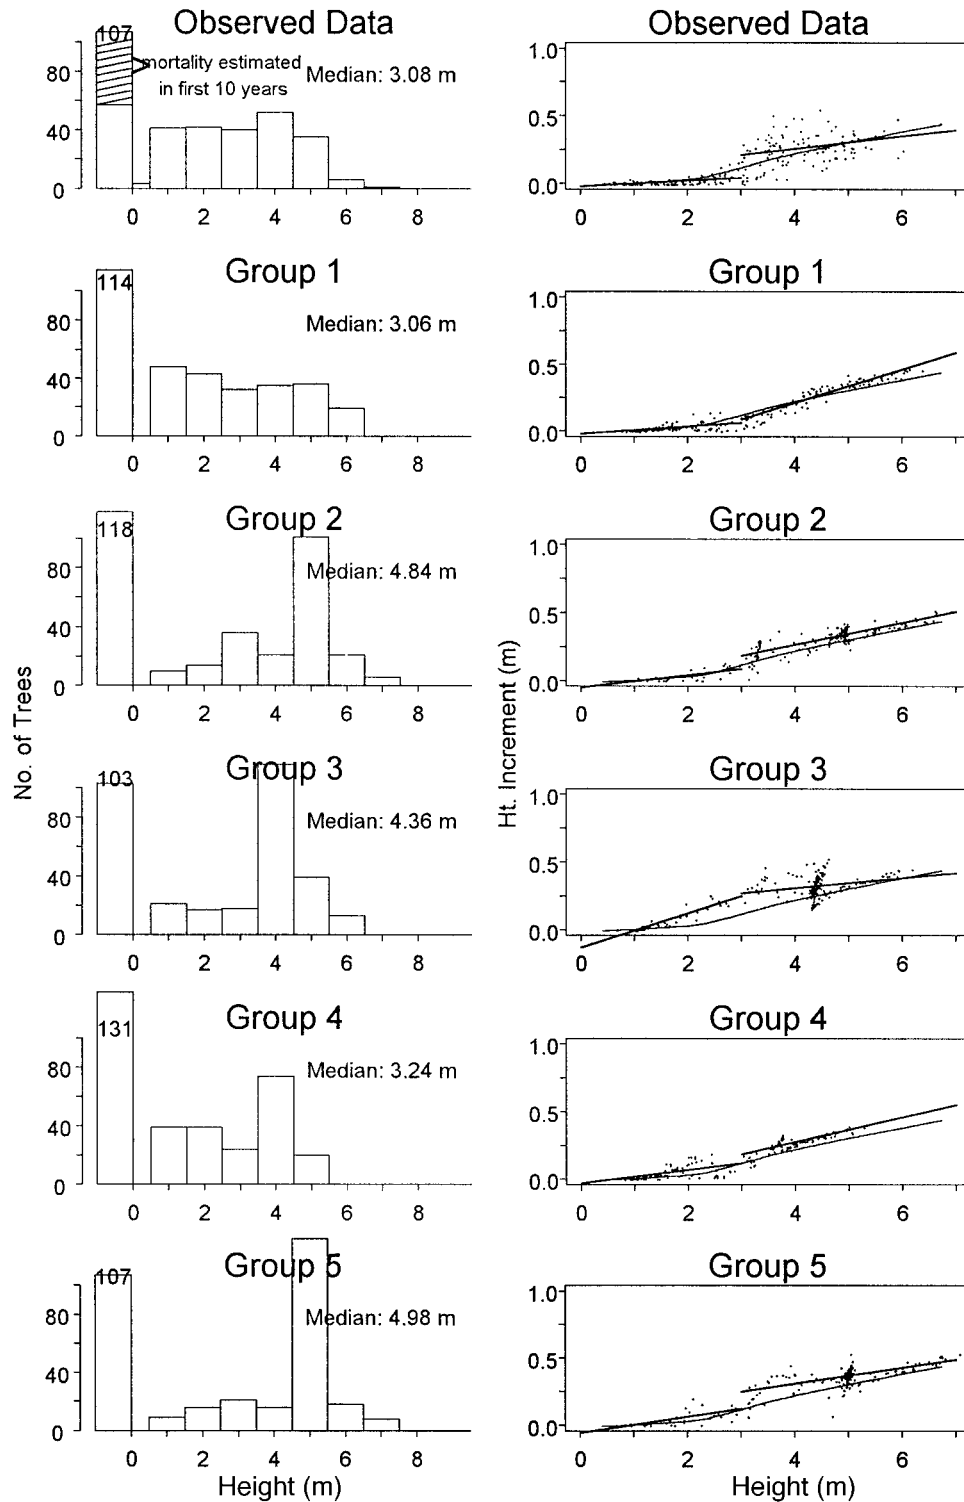 Observed Data
107
mortality estimated
in first 10 years
Median: 3.08 m
80
40
0
0 2 4 6 8
Observed Data
1.0
0.5
0.0
0 2 4 6
Group 1
114
Median: 3.06 m
80
40
0
0 2 4 6 8
Group 1
1.0
0.5
0.0
0 2 4 6
Group 2
118
Median: 4.84 m
80
40
0
0 2 4 6 8
Group 2
1.0
0.5
0.0
0 2 4 6
No. of Trees
Ht. Increment (m)
Group 3
103
Median: 4.36 m
80
40
0
0 2 4 6 8
Group 3
1.0
0.5
0.0
0 2 4 6
Group 4
131
Median: 3.24 m
80
40
0
0 2 4 6 8
Group 4
1.0
0.5
0.0
0 2 4 6
Group 5
107
Median: 4.98 m
80
40
0
0 2 4 6 8
Height (m)
Group 5
1.0
0.5
0.0
0 2 4 6
Height (m)